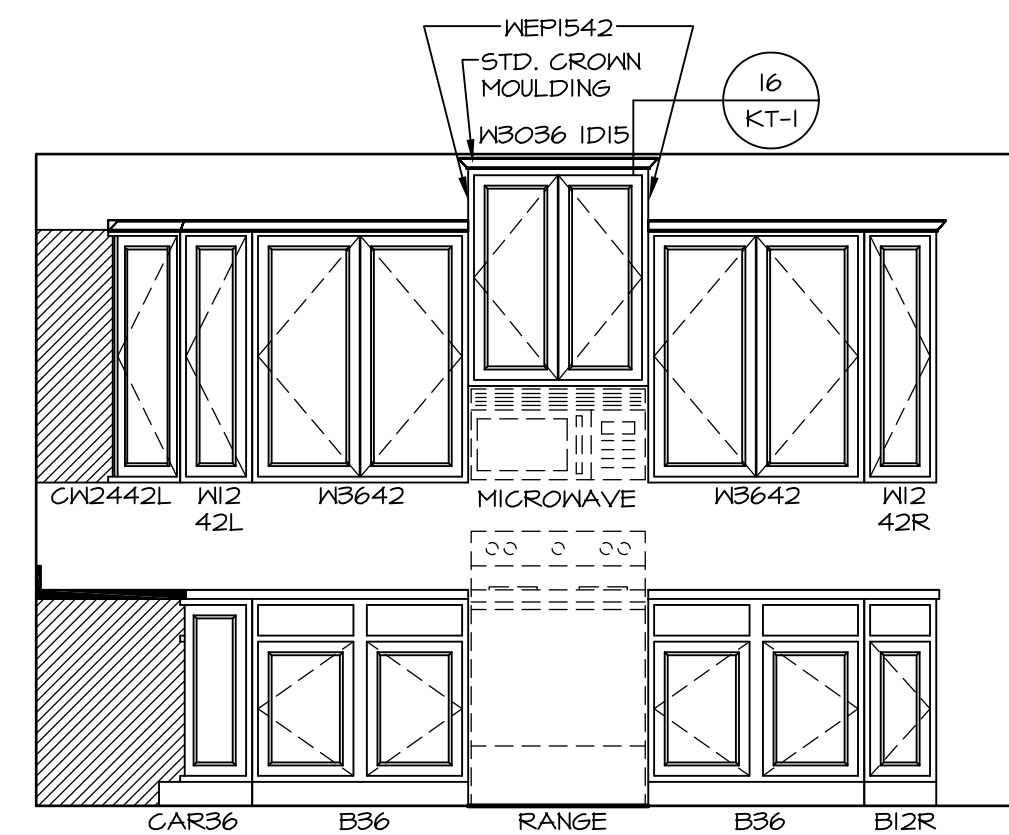 WEP1542
STD. CROWN
MOULDING
16
KT-1
W3036 1D15
CW2442L
W12
42L
W3642
MICROWAVE
W3642
W12
42R
CAR36
B36
RANGE
B36
B12R